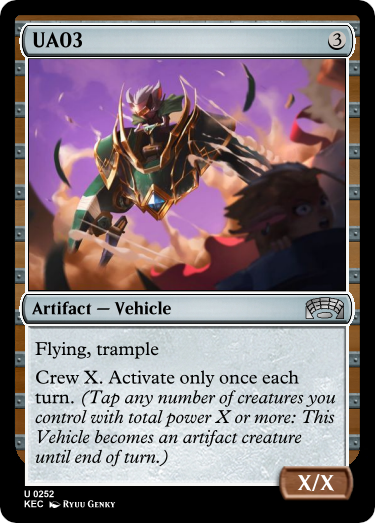 UA03
3
Artifact — Vehicle
Flying, trample
Crew X. Activate only once each
turn. (Tap any number of creatures you
control with total power X or more: This
Vehicle becomes an artifact creature
until end of turn.)
X/X
U 0252
KEC Ryuu Genky